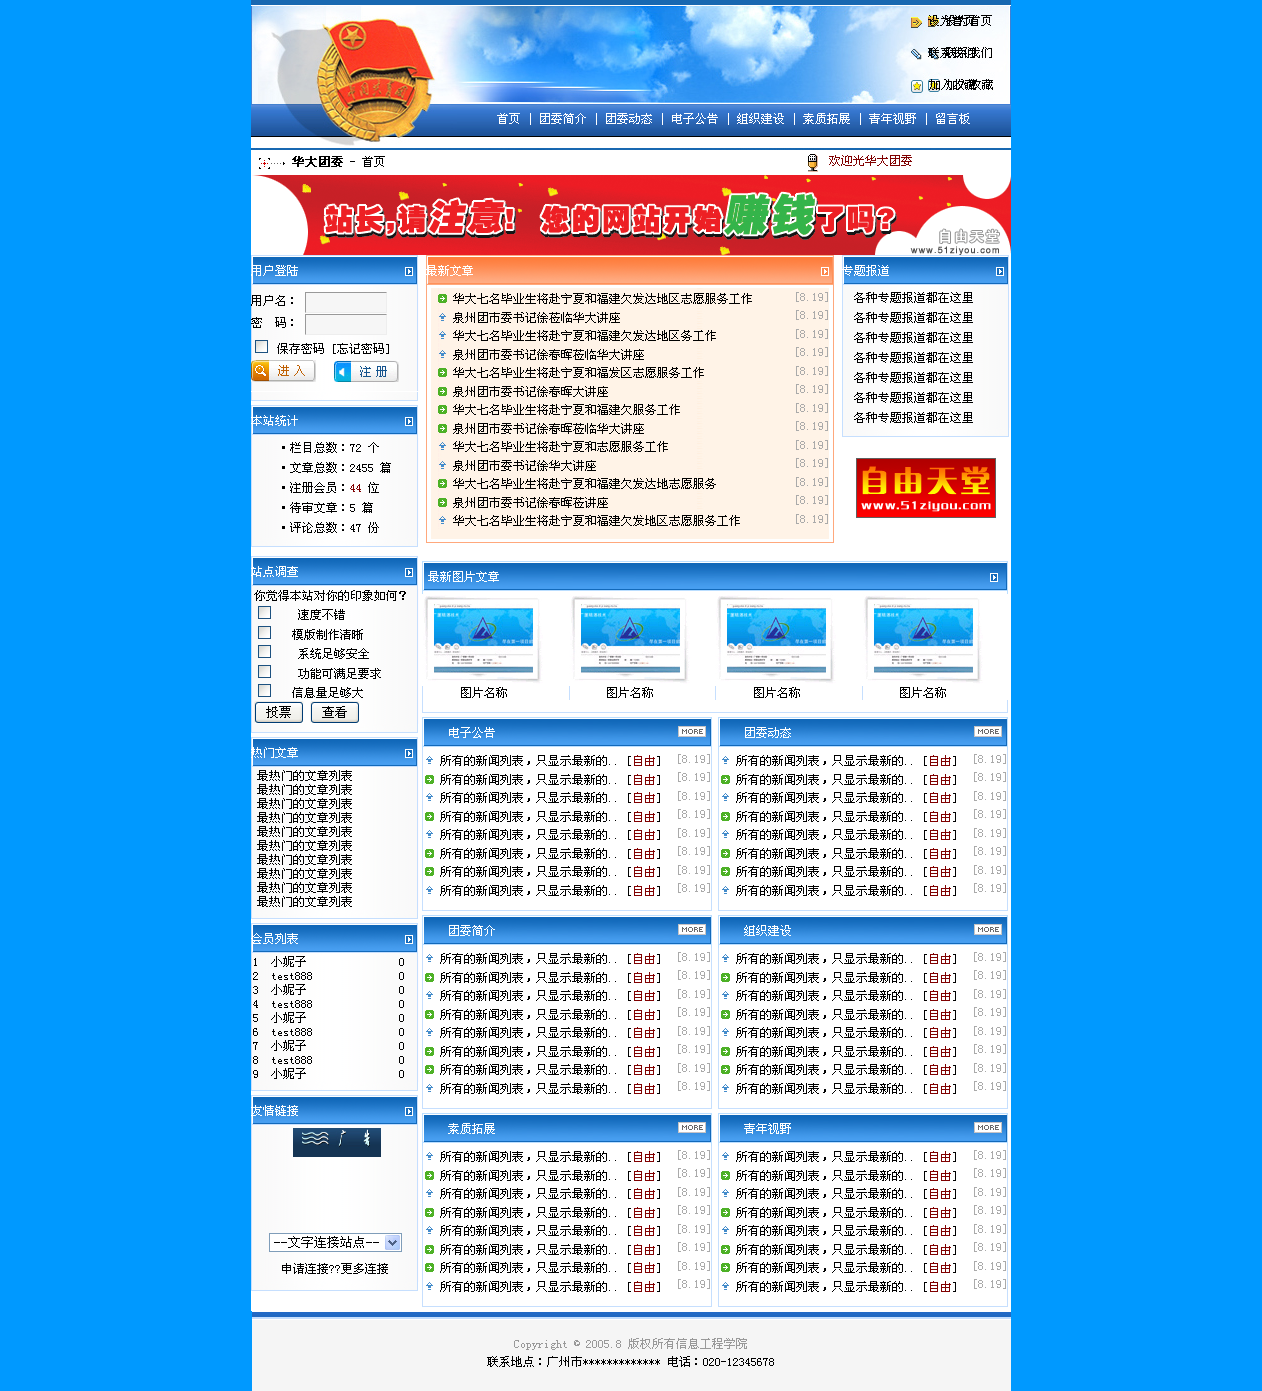 设为首页
联系我们
加入收藏
首页 | 团委简介 | 团委动态 | 电子公告 | 组织建设 | 素质拓展 | 青年视野 | 留言板
华大团委 - 首页
欢迎光华大团委
站长,请注意! 您的网站开始赚钱了吗?
自由天堂
www.51ziyou.com
用户登陆
用户名：
密 码：
保存密码 [忘记密码]
进 入 注 册
本站统计
栏目总数：72 个
文章总数：2455 篇
注册会员：44 位
待审文章：5 篇
评论总数：47 份
站点调查
你觉得本站对你的印象如何？
速度不错
模版制作清晰
系统足够安全
功能可满足要求
信息量足够大
投票 查看
热门文章
最热门的文章列表
最热门的文章列表
最热门的文章列表
最热门的文章列表
最热门的文章列表
最热门的文章列表
最热门的文章列表
最热门的文章列表
最热门的文章列表
最热门的文章列表
会员列表
1 小妮子 0
2 test888 0
3 小妮子 0
4 test888 0
5 小妮子 0
6 test888 0
7 小妮子 0
8 test888 0
9 小妮子 0
友情链接
--文字连接站点--
申请连接??更多连接
最新文章
华大七名毕业生将赴宁夏和福建欠发达地区志愿服务工作 [8.19]
泉州团市委书记徐莅临华大讲座 [8.19]
华大七名毕业生将赴宁夏和福建欠发达地区务工作 [8.19]
泉州团市委书记徐春晖莅临华大讲座 [8.19]
华大七名毕业生将赴宁夏和福发区志愿服务工作 [8.19]
泉州团市委书记徐春晖大讲座 [8.19]
华大七名毕业生将赴宁夏和福建欠服务工作 [8.19]
泉州团市委书记徐春晖莅临华大讲座 [8.19]
华大七名毕业生将赴宁夏和志愿服务工作 [8.19]
泉州团市委书记徐华大讲座 [8.19]
华大七名毕业生将赴宁夏和福建欠发达地志愿服务 [8.19]
泉州团市委书记徐春晖莅讲座 [8.19]
华大七名毕业生将赴宁夏和福建欠发地区志愿服务工作 [8.19]
专题报道
各种专题报道都在这里
各种专题报道都在这里
各种专题报道都在这里
各种专题报道都在这里
各种专题报道都在这里
各种专题报道都在这里
各种专题报道都在这里
自由天堂
www.51ziyou.com
最新图片文章
图片名称 图片名称 图片名称 图片名称
电子公告 MORE
所有的新闻列表，只显示最新的.. [自由] [8.19]
所有的新闻列表，只显示最新的.. [自由] [8.19]
所有的新闻列表，只显示最新的.. [自由] [8.19]
所有的新闻列表，只显示最新的.. [自由] [8.19]
所有的新闻列表，只显示最新的.. [自由] [8.19]
所有的新闻列表，只显示最新的.. [自由] [8.19]
所有的新闻列表，只显示最新的.. [自由] [8.19]
所有的新闻列表，只显示最新的.. [自由] [8.19]
团委动态 MORE
所有的新闻列表，只显示最新的.. [自由] [8.19]
所有的新闻列表，只显示最新的.. [自由] [8.19]
所有的新闻列表，只显示最新的.. [自由] [8.19]
所有的新闻列表，只显示最新的.. [自由] [8.19]
所有的新闻列表，只显示最新的.. [自由] [8.19]
所有的新闻列表，只显示最新的.. [自由] [8.19]
所有的新闻列表，只显示最新的.. [自由] [8.19]
所有的新闻列表，只显示最新的.. [自由] [8.19]
团委简介 MORE
所有的新闻列表，只显示最新的.. [自由] [8.19]
所有的新闻列表，只显示最新的.. [自由] [8.19]
所有的新闻列表，只显示最新的.. [自由] [8.19]
所有的新闻列表，只显示最新的.. [自由] [8.19]
所有的新闻列表，只显示最新的.. [自由] [8.19]
所有的新闻列表，只显示最新的.. [自由] [8.19]
所有的新闻列表，只显示最新的.. [自由] [8.19]
所有的新闻列表，只显示最新的.. [自由] [8.19]
组织建设 MORE
所有的新闻列表，只显示最新的.. [自由] [8.19]
所有的新闻列表，只显示最新的.. [自由] [8.19]
所有的新闻列表，只显示最新的.. [自由] [8.19]
所有的新闻列表，只显示最新的.. [自由] [8.19]
所有的新闻列表，只显示最新的.. [自由] [8.19]
所有的新闻列表，只显示最新的.. [自由] [8.19]
所有的新闻列表，只显示最新的.. [自由] [8.19]
所有的新闻列表，只显示最新的.. [自由] [8.19]
素质拓展 MORE
所有的新闻列表，只显示最新的.. [自由] [8.19]
所有的新闻列表，只显示最新的.. [自由] [8.19]
所有的新闻列表，只显示最新的.. [自由] [8.19]
所有的新闻列表，只显示最新的.. [自由] [8.19]
所有的新闻列表，只显示最新的.. [自由] [8.19]
所有的新闻列表，只显示最新的.. [自由] [8.19]
所有的新闻列表，只显示最新的.. [自由] [8.19]
所有的新闻列表，只显示最新的.. [自由] [8.19]
青年视野 MORE
所有的新闻列表，只显示最新的.. [自由] [8.19]
所有的新闻列表，只显示最新的.. [自由] [8.19]
所有的新闻列表，只显示最新的.. [自由] [8.19]
所有的新闻列表，只显示最新的.. [自由] [8.19]
所有的新闻列表，只显示最新的.. [自由] [8.19]
所有的新闻列表，只显示最新的.. [自由] [8.19]
所有的新闻列表，只显示最新的.. [自由] [8.19]
所有的新闻列表，只显示最新的.. [自由] [8.19]
Copyright © 2005.8 版权所有信息工程学院
联系地点：广州市************* 电话：020-12345678